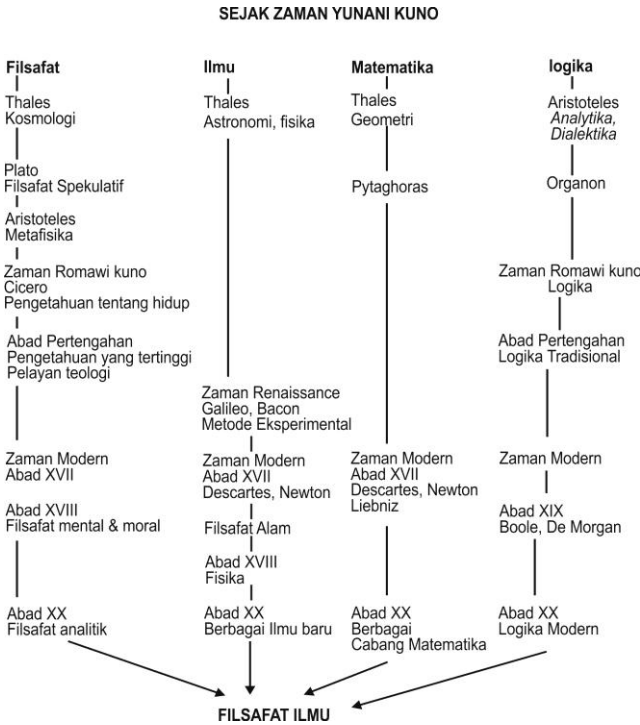 SEJAK ZAMAN YUNANI KUNO
Filsafat
Thales
Kosmologi
Plato
Filsafat Spekulatif
Aristoteles
Metafisika
Zaman Romawi kuno
Cicero
Pengetahuan tentang hidup
Abad Pertengahan
Pengetahuan yang tertinggi
Pelayan teologi
Zaman Modern
Abad XVII
Abad XVIII
Filsafat mental & moral
Abad XX
Filsafat analitik
Ilmu
Thales
Astronomi, fisika
Zaman Renaissance
Galileo, Bacon
Metode Eksperimental
Zaman Modern
Abad XVII
Descartes, Newton
Filsafat Alam
Abad XVIII
Fisika
Abad XX
Berbagai Ilmu baru
Matematika
Thales
Geometri
Pytaghoras
Zaman Modern
Abad XVII
Descartes, Newton
Liebniz
Abad XX
Berbagai
Cabang Matematika
logika
Aristoteles
Analytika,
Dialektika
Organon
Zaman Romawi kuno
Logika
Abad Pertengahan
Logika Tradisional
Zaman Modern
Abad XIX
Boole, De Morgan
Abad XX
Logika Modern
FILSAFAT ILMU